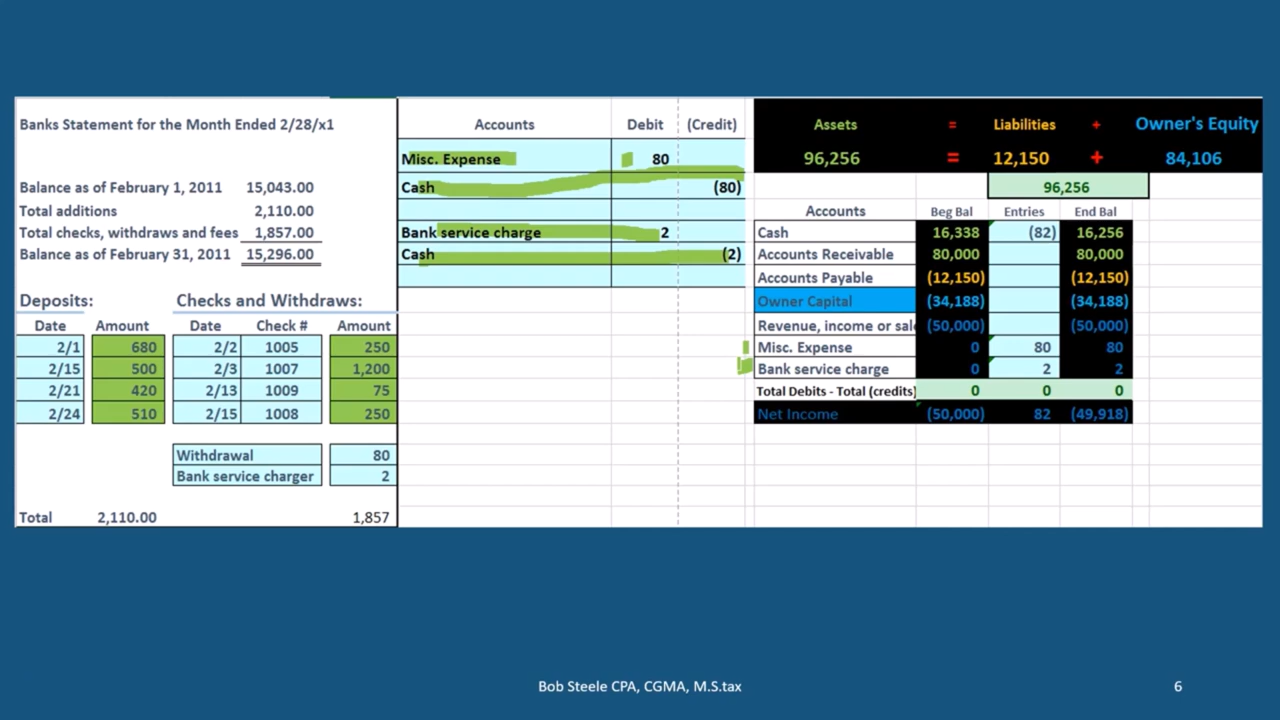 Banks Statement for the Month Ended 2/28/x1
Balance as of February 1, 2011 15,043.00
Total additions 2,110.00
Total checks, withdraws and fees 1,857.00
Balance as of February 31, 2011 15,296.00
Deposits: Checks and Withdraws:
Date Amount Date Check # Amount
2/1 680 2/2 1005 250
2/15 500 2/3 1007 1,200
2/21 420 2/13 1009 75
2/24 510 2/15 1008 250
Withdrawal 80
Bank service charger 2
Total 2,110.00 1,857
Accounts Debit (Credit)
Misc. Expense 80
Cash (80)
Bank service charge 2
Cash (2)
Assets = Liabilities + Owner's Equity
96,256 = 12,150 + 84,106
96,256
Accounts Beg Bal Entries End Bal
Cash 16,338 (82) 16,256
Accounts Receivable 80,000 80,000
Accounts Payable (12,150) (12,150)
Owner Capital (34,188) (34,188)
Revenue, income or sale (50,000) (50,000)
Misc. Expense 0 80 80
Bank service charge 0 2 2
Total Debits - Total (credits) 0 0 0
Net Income (50,000) 82 (49,918)
Bob Steele CPA, CGMA, M.S.tax
6